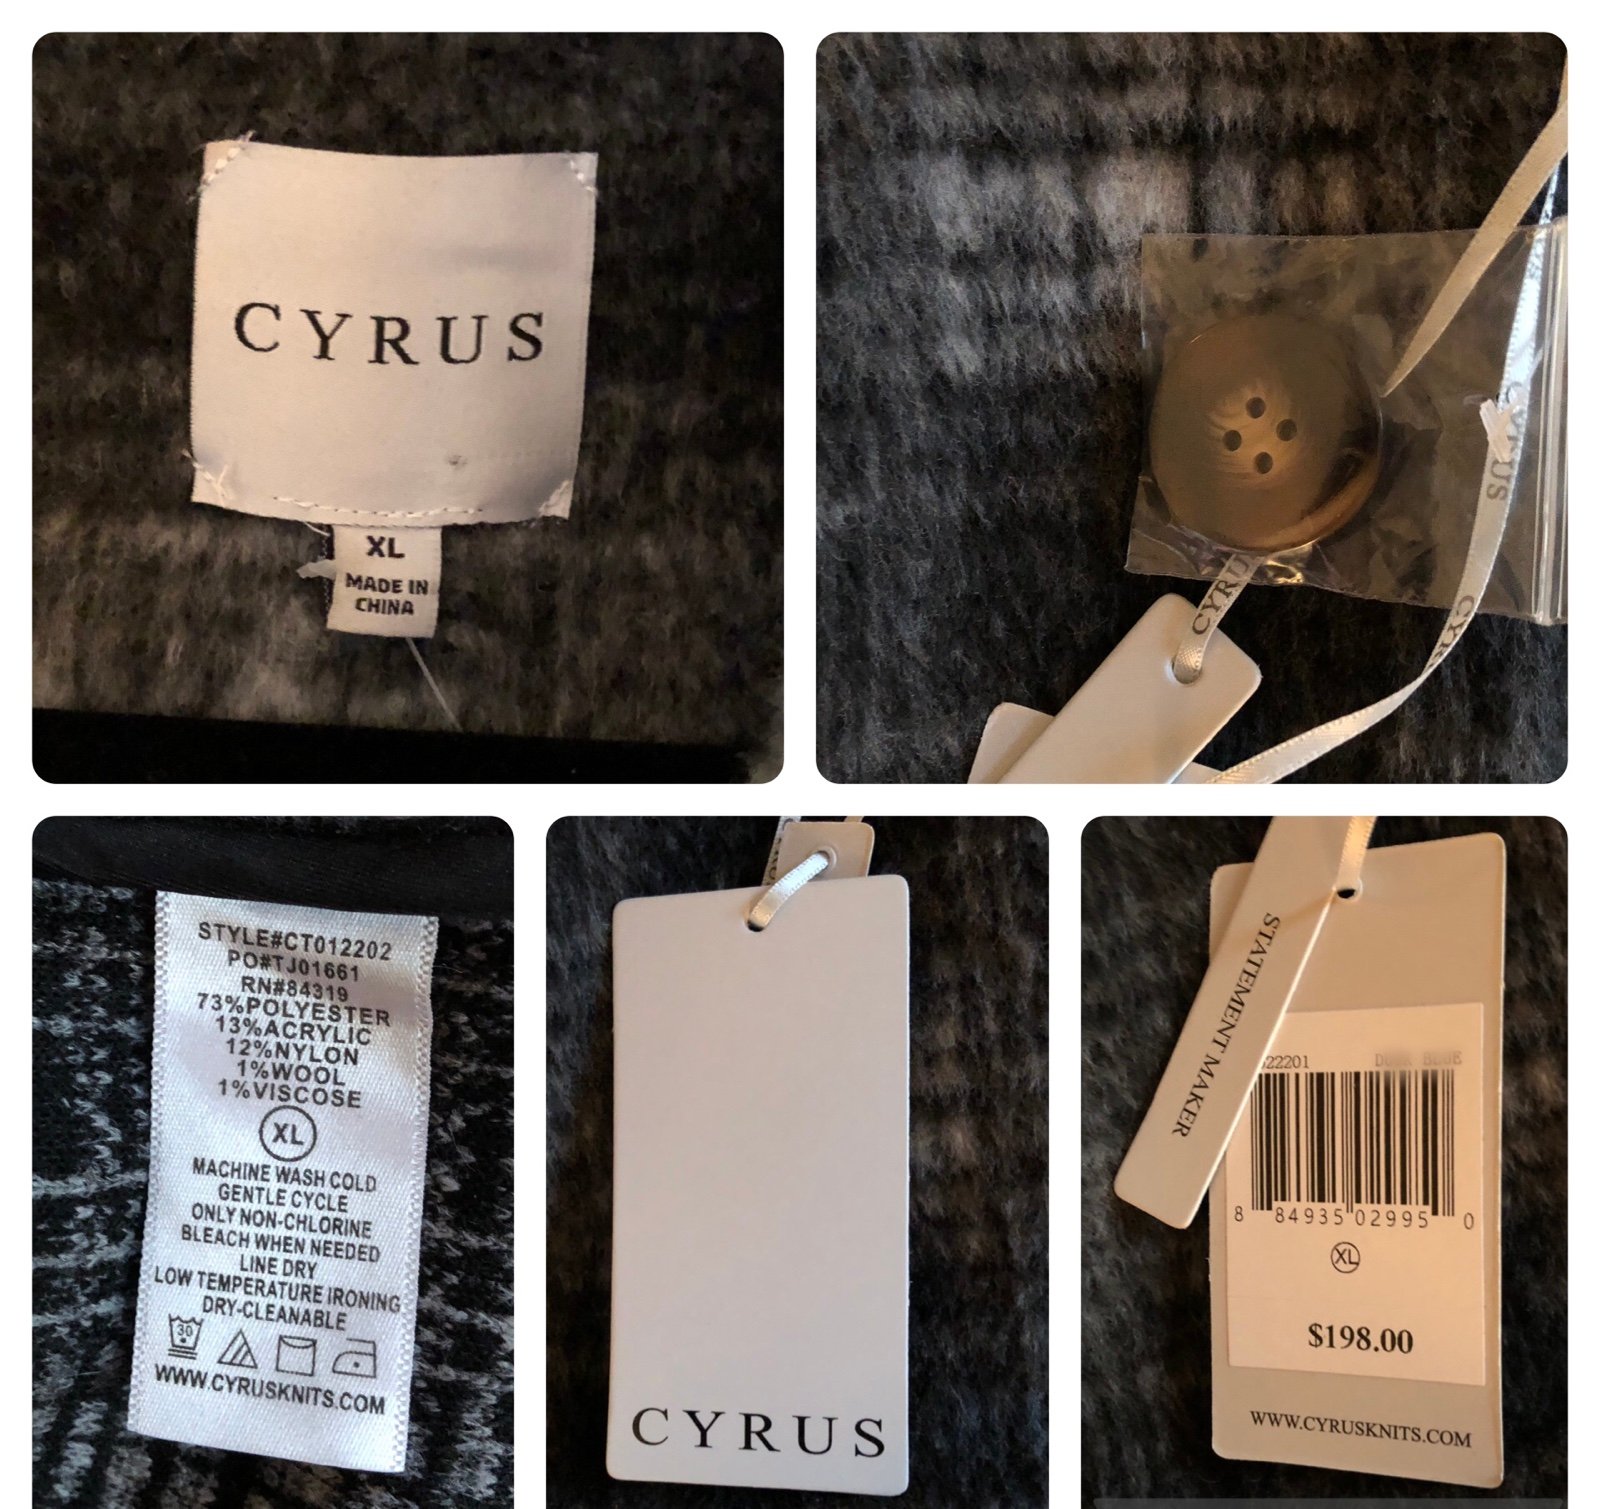 CYRUS
XL
MADE IN
CHINA
CYRUS
CYRUS
STYLE#CT012202
PO#TJ01661
RN#84319
73%POLYESTER
13%ACRYLIC
12%NYLON
1%WOOL
1%VISCOSE
XL
MACHINE WASH COLD
GENTLE CYCLE
ONLY NON-CHLORINE
BLEACH WHEN NEEDED
LINE DRY
LOW TEMPERATURE IRONING
DRY-CLEANABLE
30
WWW.CYRUSKNITS.COM
CYRUS
STATEMENT MAKER
22201
8 84935 02995 0
XL
$198.00
WWW.CYRUSKNITS.COM